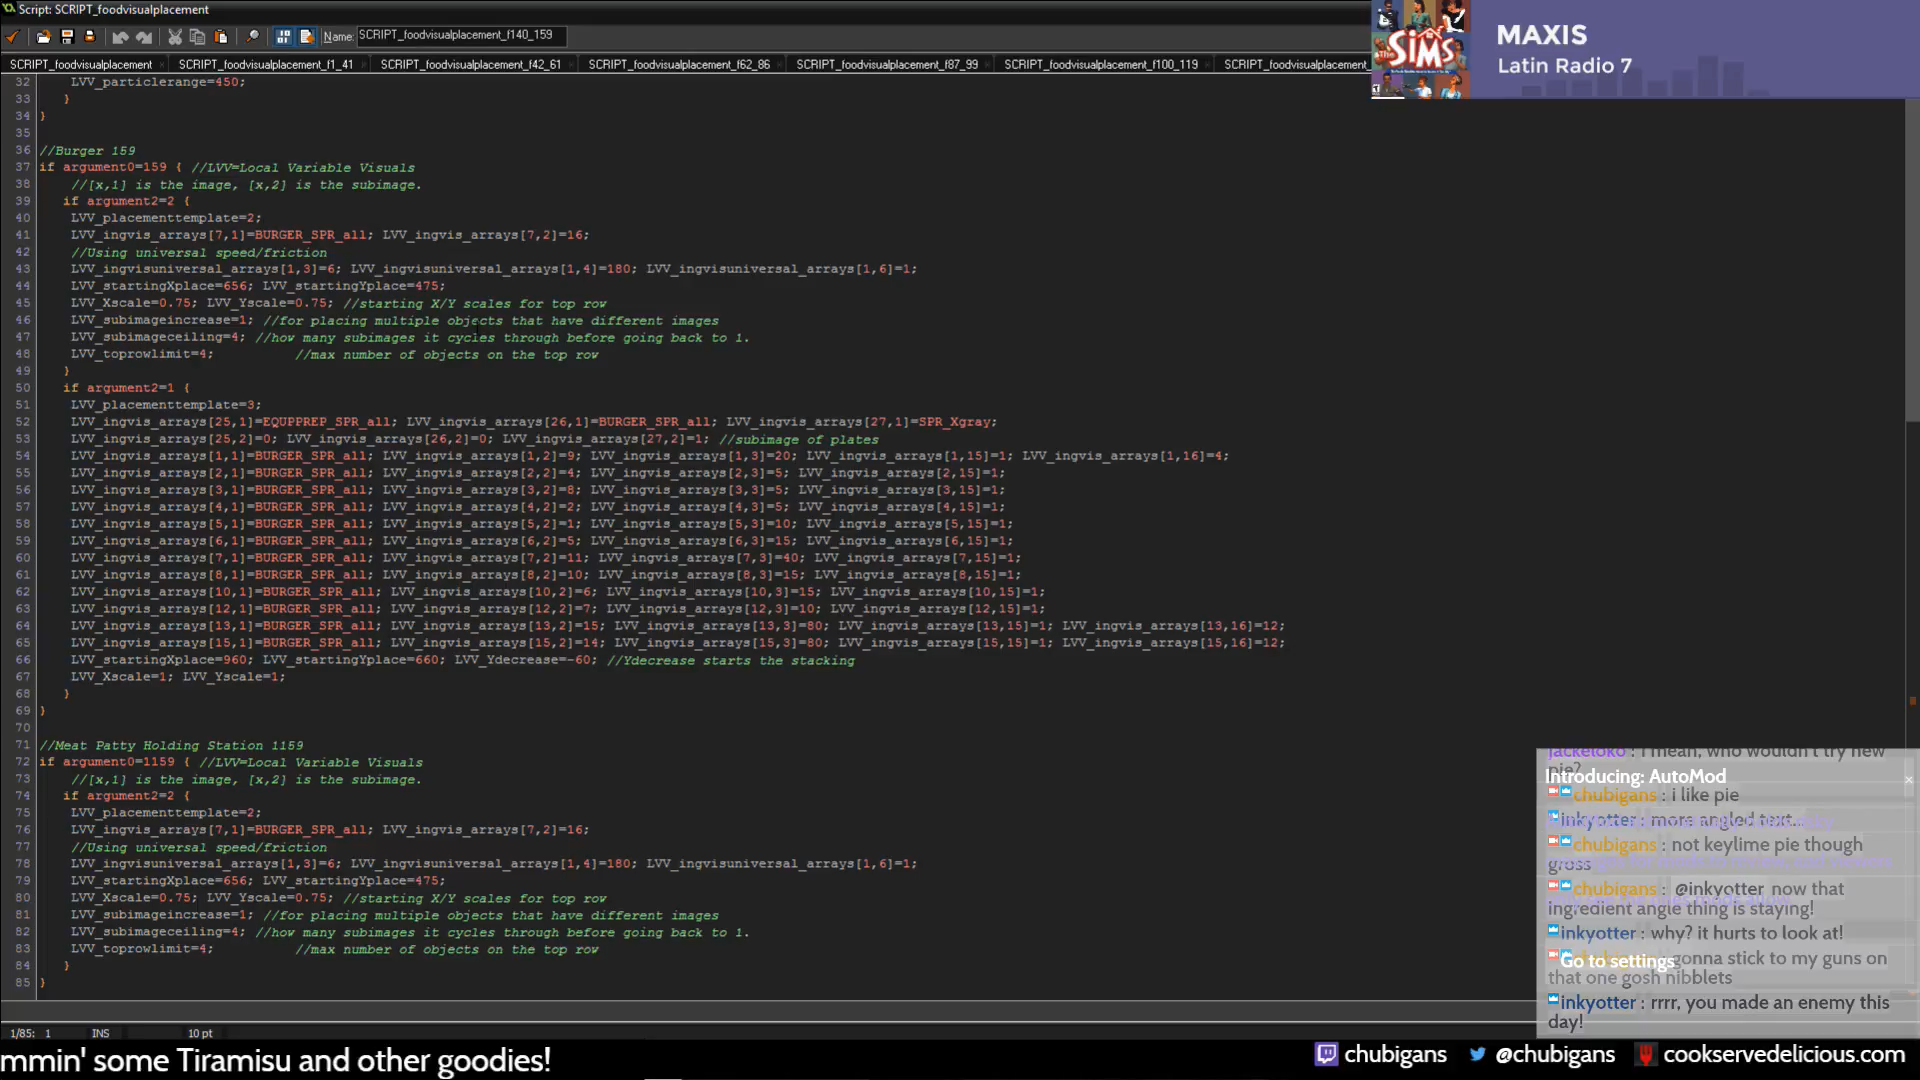 Script: SCRIPT_foodvisualplacement
Name: SCRIPT_foodvisualplacement_f140_159
SCRIPT_foodvisualplacement SCRIPT_foodvisualplacement_f1_41 SCRIPT_foodvisualplacement_f42_61 SCRIPT_foodvisualplacement_f62_86 SCRIPT_foodvisualplacement_f87_99 SCRIPT_foodvisualplacement_f100_119 SCRIPT_foodvisualplacement_
The SIMS
MAXIS
Latin Radio 7
32 LVV_particlerange=450;
33 }
34 }
35
36 //Burger 159
37 if argument0=159 { //LVV=Local Variable Visuals
38 //[x,1] is the image, [x,2] is the subimage.
39 if argument2=2 {
40 LVV_placementtemplate=2;
41 LVV_ingvis_arrays[7,1]=BURGER_SPR_all; LVV_ingvis_arrays[7,2]=16;
42 //Using universal speed/friction
43 LVV_ingvisuniversal_arrays[1,3]=6; LVV_ingvisuniversal_arrays[1,4]=180; LVV_ingvisuniversal_arrays[1,6]=1;
44 LVV_startingXplace=656; LVV_startingYplace=475;
45 LVV_Xscale=0.75; LVV_Yscale=0.75; //starting X/Y scales for top row
46 LVV_subimageincrease=1; //for placing multiple objects that have different images
47 LVV_subimageceiling=4; //how many subimages it cycles through before going back to 1.
48 LVV_toprowlimit=4; //max number of objects on the top row
49 }
50 if argument2=1 {
51 LVV_placementtemplate=3;
52 LVV_ingvis_arrays[25,1]=EQUPPREP_SPR_all; LVV_ingvis_arrays[26,1]=BURGER_SPR_all; LVV_ingvis_arrays[27,1]=SPR_Xgray;
53 LVV_ingvis_arrays[25,2]=0; LVV_ingvis_arrays[26,2]=0; LVV_ingvis_arrays[27,2]=1; //subimage of plates
54 LVV_ingvis_arrays[1,1]=BURGER_SPR_all; LVV_ingvis_arrays[1,2]=9; LVV_ingvis_arrays[1,3]=20; LVV_ingvis_arrays[1,15]=1; LVV_ingvis_arrays[1,16]=4;
55 LVV_ingvis_arrays[2,1]=BURGER_SPR_all; LVV_ingvis_arrays[2,2]=4; LVV_ingvis_arrays[2,3]=5; LVV_ingvis_arrays[2,15]=1;
56 LVV_ingvis_arrays[3,1]=BURGER_SPR_all; LVV_ingvis_arrays[3,2]=8; LVV_ingvis_arrays[3,3]=5; LVV_ingvis_arrays[3,15]=1;
57 LVV_ingvis_arrays[4,1]=BURGER_SPR_all; LVV_ingvis_arrays[4,2]=2; LVV_ingvis_arrays[4,3]=5; LVV_ingvis_arrays[4,15]=1;
58 LVV_ingvis_arrays[5,1]=BURGER_SPR_all; LVV_ingvis_arrays[5,2]=1; LVV_ingvis_arrays[5,3]=10; LVV_ingvis_arrays[5,15]=1;
59 LVV_ingvis_arrays[6,1]=BURGER_SPR_all; LVV_ingvis_arrays[6,2]=5; LVV_ingvis_arrays[6,3]=15; LVV_ingvis_arrays[6,15]=1;
60 LVV_ingvis_arrays[7,1]=BURGER_SPR_all; LVV_ingvis_arrays[7,2]=11; LVV_ingvis_arrays[7,3]=40; LVV_ingvis_arrays[7,15]=1;
61 LVV_ingvis_arrays[8,1]=BURGER_SPR_all; LVV_ingvis_arrays[8,2]=10; LVV_ingvis_arrays[8,3]=15; LVV_ingvis_arrays[8,15]=1;
62 LVV_ingvis_arrays[10,1]=BURGER_SPR_all; LVV_ingvis_arrays[10,2]=6; LVV_ingvis_arrays[10,3]=15; LVV_ingvis_arrays[10,15]=1;
63 LVV_ingvis_arrays[12,1]=BURGER_SPR_all; LVV_ingvis_arrays[12,2]=7; LVV_ingvis_arrays[12,3]=10; LVV_ingvis_arrays[12,15]=1;
64 LVV_ingvis_arrays[13,1]=BURGER_SPR_all; LVV_ingvis_arrays[13,2]=15; LVV_ingvis_arrays[13,3]=80; LVV_ingvis_arrays[13,15]=1; LVV_ingvis_arrays[13,16]=12;
65 LVV_ingvis_arrays[15,1]=BURGER_SPR_all; LVV_ingvis_arrays[15,2]=14; LVV_ingvis_arrays[15,3]=80; LVV_ingvis_arrays[15,15]=1; LVV_ingvis_arrays[15,16]=12;
66 LVV_startingXplace=960; LVV_startingYplace=660; LVV_Ydecrease=-60; //Ydecrease starts the stacking
67 LVV_Xscale=1; LVV_Yscale=1;
68 }
69 }
70
71 //Meat Patty Holding Station 1159
72 if argument0=1159 { //LVV=Local Variable Visuals
73 //[x,1] is the image, [x,2] is the subimage.
74 if argument2=2 {
75 LVV_placementtemplate=2;
76 LVV_ingvis_arrays[7,1]=BURGER_SPR_all; LVV_ingvis_arrays[7,2]=16;
77 //Using universal speed/friction
78 LVV_ingvisuniversal_arrays[1,3]=6; LVV_ingvisuniversal_arrays[1,4]=180; LVV_ingvisuniversal_arrays[1,6]=1;
79 LVV_startingXplace=656; LVV_startingYplace=475;
80 LVV_Xscale=0.75; LVV_Yscale=0.75; //starting X/Y scales for top row
81 LVV_subimageincrease=1; //for placing multiple objects that have different images
82 LVV_subimageceiling=4; //how many subimages it cycles through before going back to 1.
83 LVV_toprowlimit=4; //max number of objects on the top row
84 }
85 }
jackeloko : i mean, who wouldn't try new pie?
Introducing: AutoMod
chubigans : i like pie
inkyotter : more angled text...
chubigans : not keylime pie though
gross
chubigans : @inkyotter now that
ingredient angle thing is staying!
inkyotter : why? it hurts to look at!
Go to settings
gonna stick to my guns on
that one gosh nibblets
inkyotter : rrrr, you made an enemy this
day!
1/85: 1 INS 10 pt
mmin' some Tiramisu and other goodies!
chubigans @chubigans cookservedelicious.com